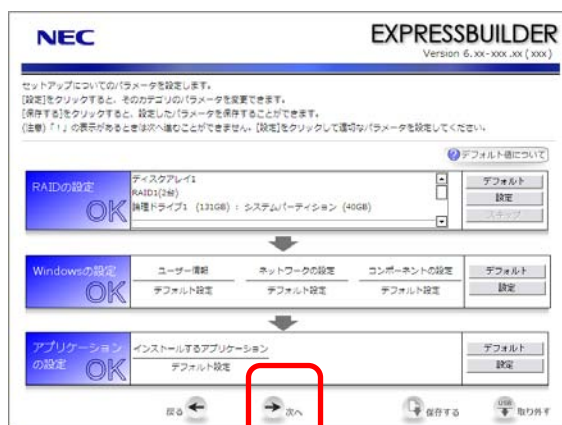 NEC
EXPRESSBUILDER
Version 6.xx-xxx.xx (xxx)
セットアップについてのパラメータを設定します。
[設定]をクリックすると、そのカテゴリのパラメータを変更できます。
[保存する]をクリックすると、設定したパラメータを保存することができます。
(注意)「!」の表示があるときは次へ進むことができません。[設定]をクリックして適切なパラメータを設定してください。
デフォルト値について
RAIDの設定
OK
ディスクアレイ1
RAID1(2台)
論理ドライブ1 (131GB) : システムパーティション (40GB)
デフォルト
設定
スキップ
Windowsの設定
OK
ユーザー情報 ネットワークの設定 コンポーネントの設定
デフォルト設定 デフォルト設定 デフォルト設定
デフォルト
設定
アプリケーション
の設定 OK
インストールするアプリケーション
デフォルト設定
デフォルト
設定
戻る 次へ 保存する USB 取り外す